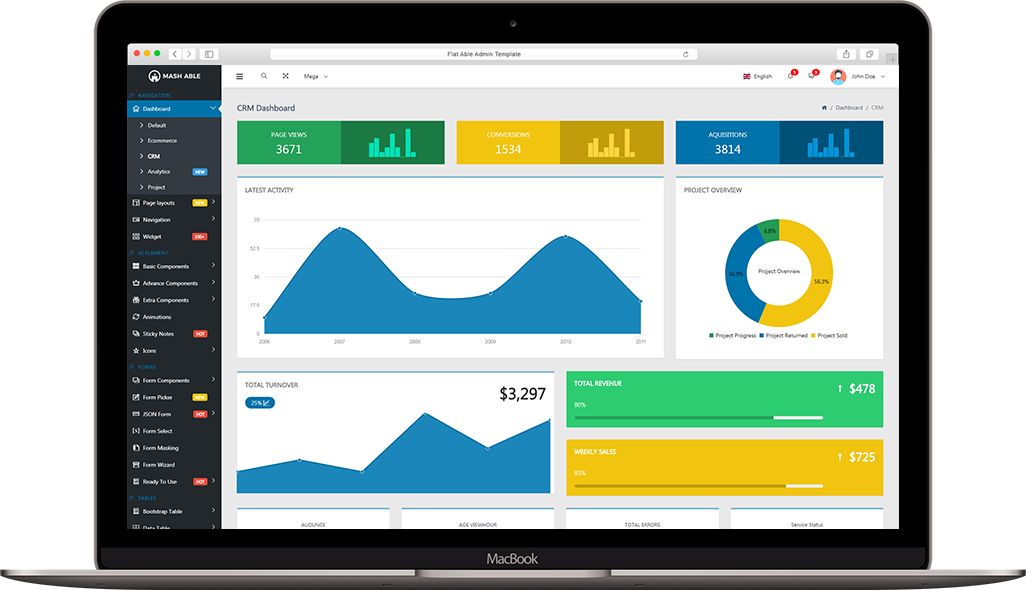 Flat Able Admin Template
MASH ABLE
Mega
English
5
9
John Doe
NAVIGATION
Dashboard
Default
Ecommerce
CRM
Analytics NEW
Project
Page layouts NEW
Navigation
Widget 100+
UI ELEMENT
Basic Components
Advance Components
Extra Components
Animations
Sticky Notes HOT
Icons
FORMS
Form Components
Form Picker NEW
JSON Form HOT
Form Select
Form Masking
Form Wizard
Ready To Use HOT
TABLES
Bootstrap Table
Data Table
CRM Dashboard
/ Dashboard / CRM
PAGE VIEWS
3671
CONVERSIONS
1534
AQUISITIONS
3814
LATEST ACTIVITY
70
52.5
35
17.5
0
2006 2007 2008 2009 2010 2011
PROJECT OVERVIEW
6.8%
36.9%
Project Overview
56.3%
Project Progress Project Returned Project Sold
TOTAL TURNOVER
$3,297
25%
TOTAL REVENUE
$478
80%
WEEKLY SALES
$725
85%
AUDUNCE
AGE VIEWHOUR
TOTAL ERRORS
Service Status
MacBook